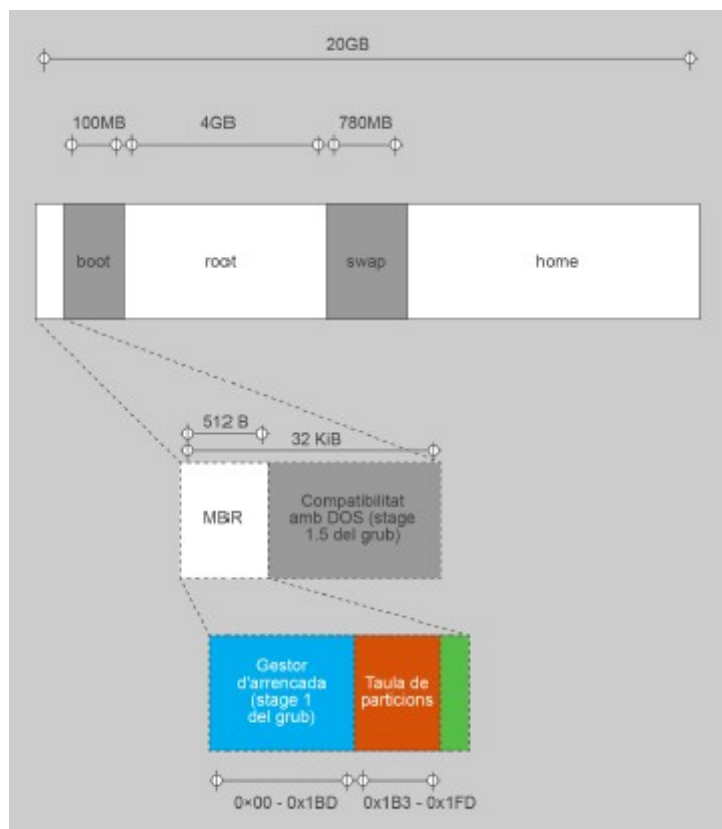 20GB
100MB 4GB 780MB
boot root swap home
512 B
32 KiB
MBR
Compatibilitat
amb DOS (stage
1.5 del grub)
Gestor
d'arrencada
(stage 1
del grub)
Taula de
particions
0×00 - 0x1BD 0x1B3 - 0x1FD